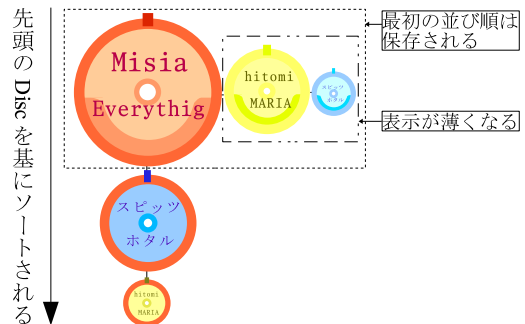 先頭の Disc を基にソートされる
最初の並び順は
保存される
Misia
Everythig
hitomi
MARIA
スピッツ
ホタル
表示が薄くなる
スピッツ
ホタル
hitomi
MARIA